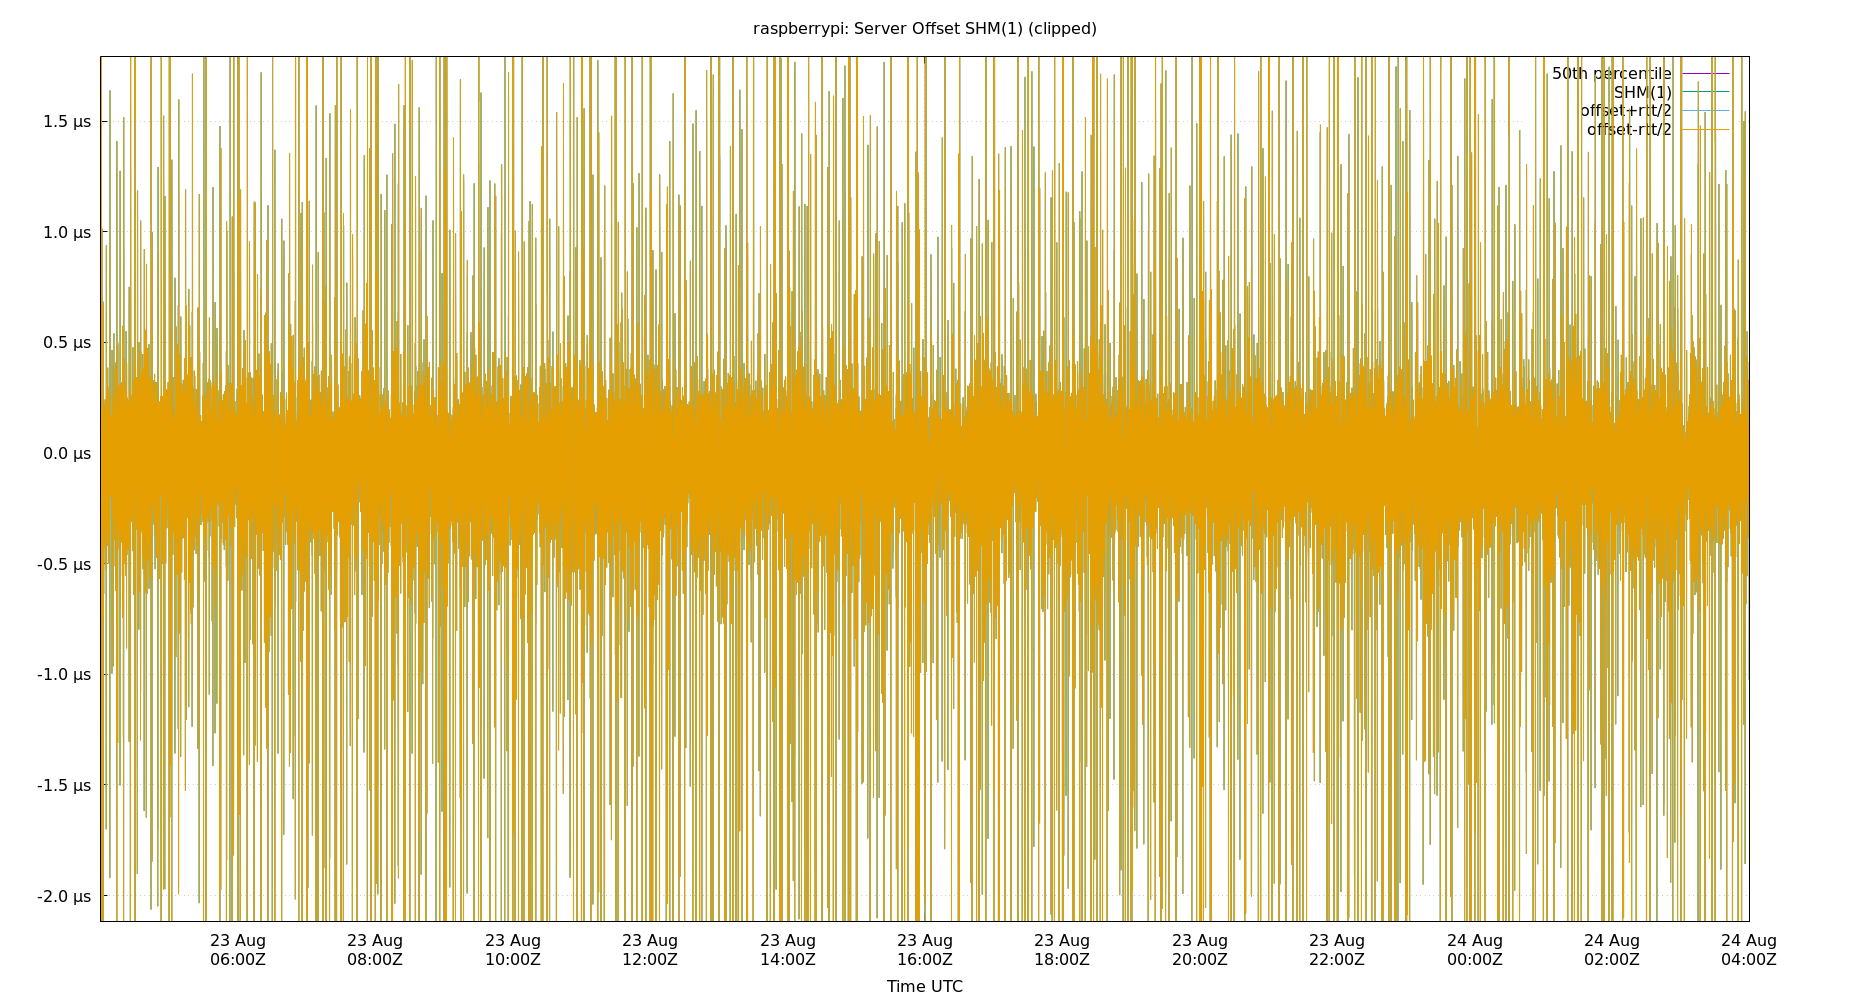 raspberrypi: Server Offset SHM(1) (clipped)
50th percentile
SHM(1)
offset+rtt/2
offset-rtt/2
1.5 µs
1.0 µs
0.5 µs
0.0 µs
-0.5 µs
-1.0 µs
-1.5 µs
-2.0 µs
23 Aug 23 Aug 23 Aug 23 Aug 23 Aug 23 Aug 23 Aug 23 Aug 23 Aug 24 Aug 24 Aug 24 Aug
06:00Z 08:00Z 10:00Z 12:00Z 14:00Z 16:00Z 18:00Z 20:00Z 22:00Z 00:00Z 02:00Z 04:00Z
Time UTC